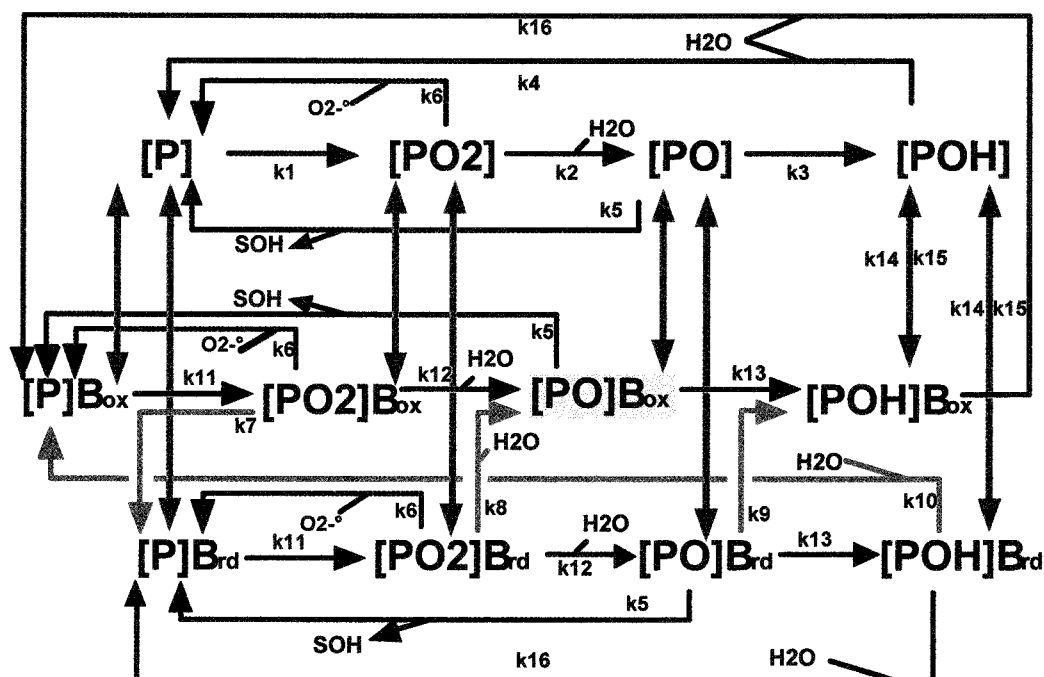 k16
H2O
k4
k6
O2-°
H2O
[P] [PO2] [PO] [POH]
k1 k2 k3
k5
SOH
k14 k15
SOH
k14 k15
k5
O2-° k6
H2O
k11 k12 k13
[P]Box [PO2]Box [PO]Box [POH]Box
k7
H2O
H2O
k6 k8 k9 k10
O2-°
H2O
k11 k12 k13
[P]Brd [PO2]Brd [PO]Brd [POH]Brd
k5
SOH
k16 H2O